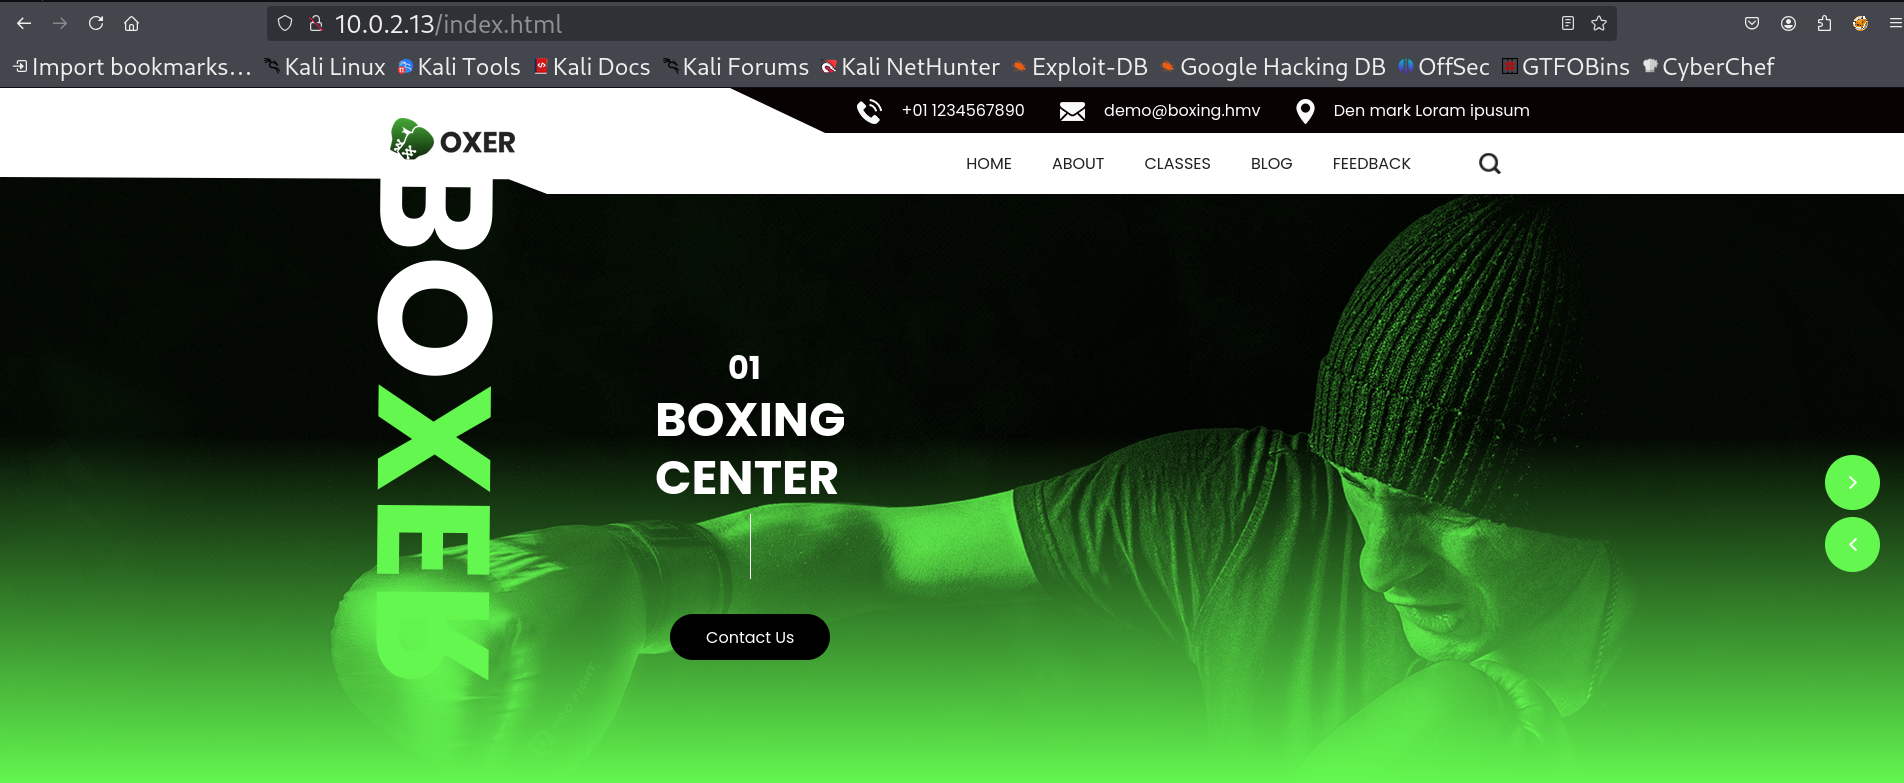 10.0.2.13/index.html
Import bookmarks... Kali Linux Kali Tools Kali Docs Kali Forums Kali NetHunter Exploit-DB Google Hacking DB OffSec GTFOBins CyberChef
+01 1234567890 demo@boxing.hmv Den mark Loram ipusum
OXER
HOME ABOUT CLASSES BLOG FEEDBACK
BOXER
01
BOXING
CENTER
Contact Us